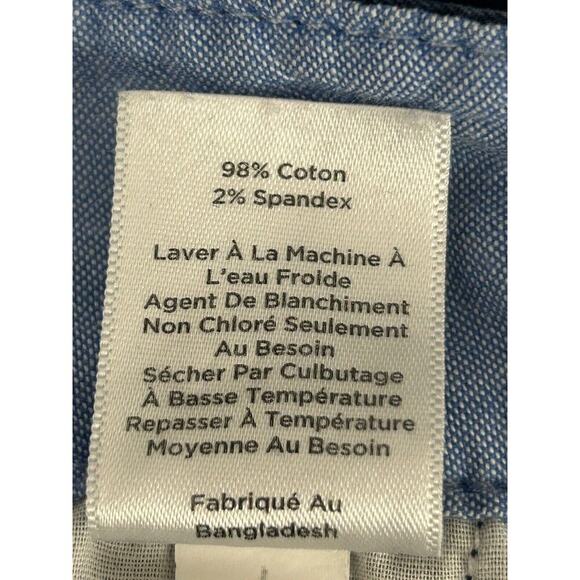 98% Coton
2% Spandex
Laver À La Machine À
L'eau Froide
Agent De Blanchiment
Non Chloré Seulement
Au Besoin
Sécher Par Culbutage
À Basse Température
Repasser À Température
Moyenne Au Besoin
Fabriqué Au
Bangladesh